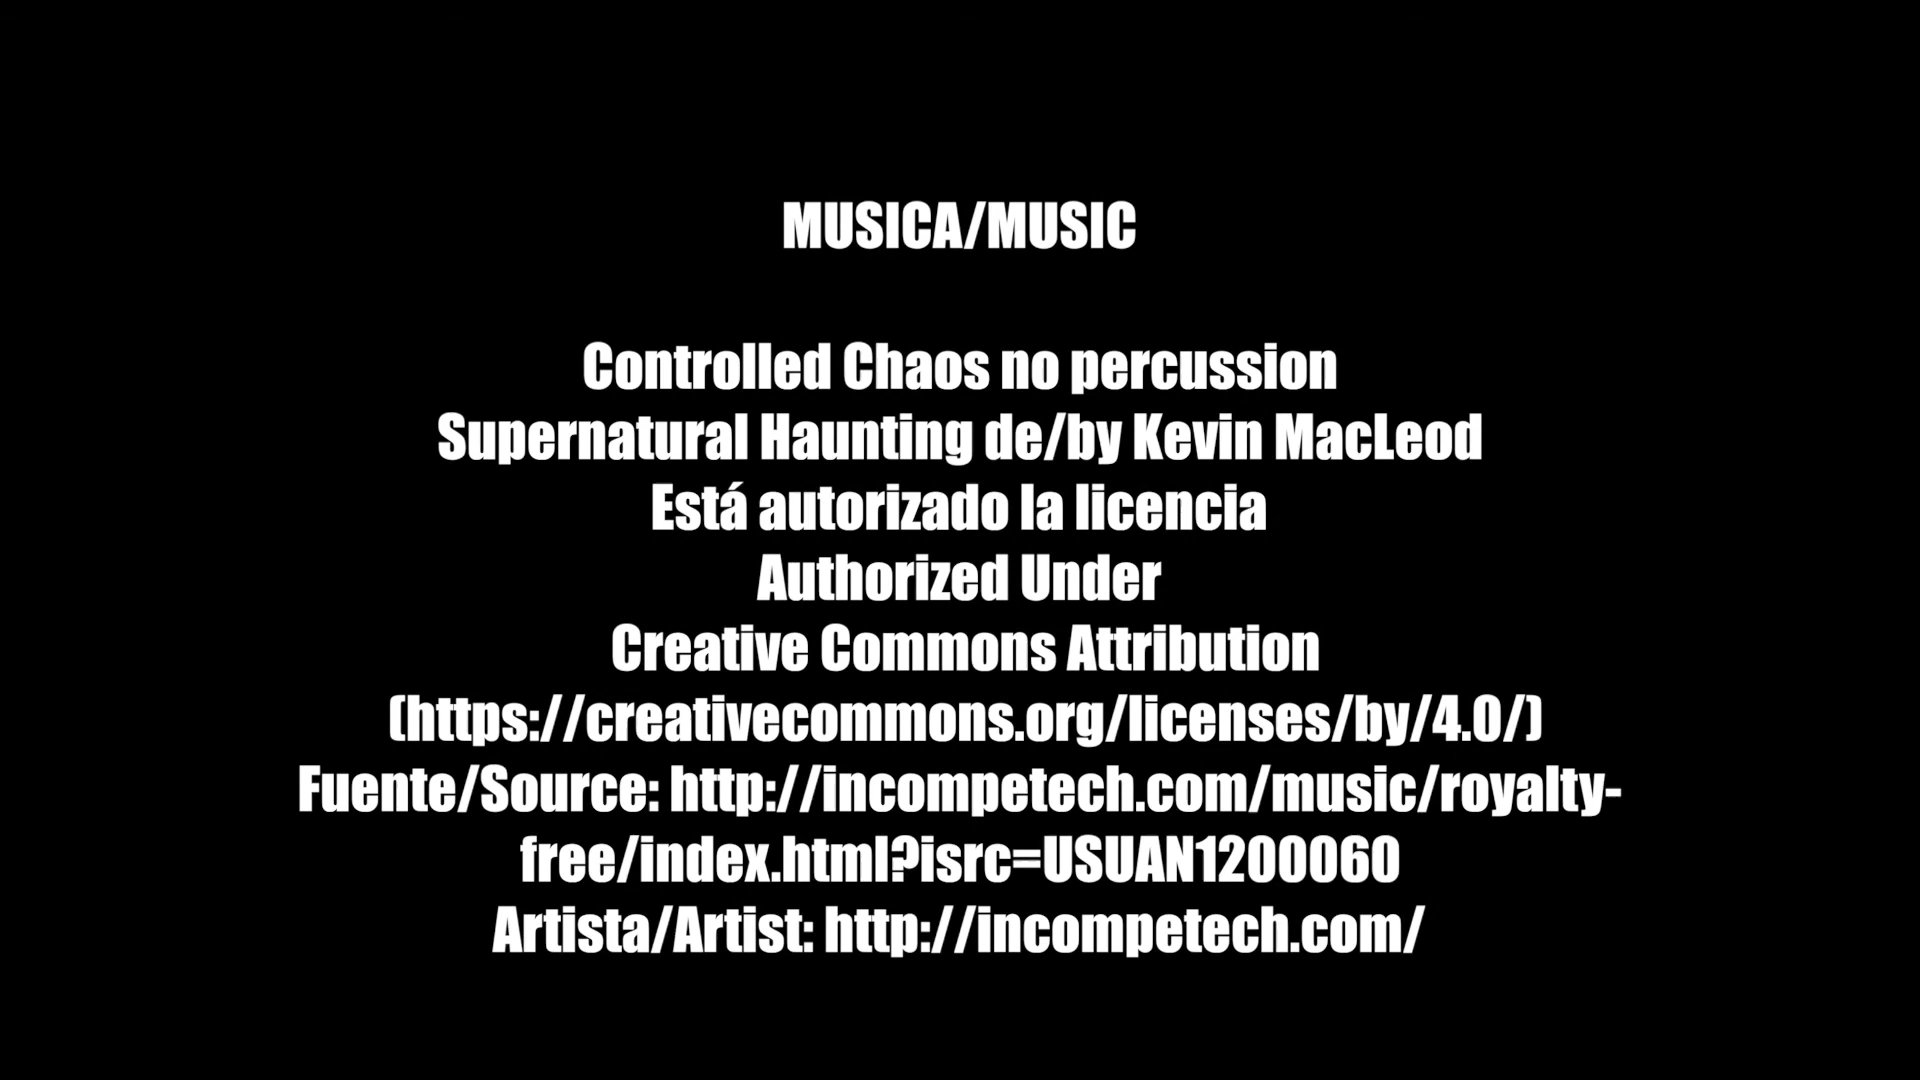 MUSICA/MUSIC
Controlled Chaos no percussion
Supernatural Haunting de/by Kevin MacLeod
Está autorizado la licencia
Authorized Under
Creative Commons Attribution
(https://creativecommons.org/licenses/by/4.0/)
Fuente/Source: http://incompetech.com/music/royalty-
free/index.html?isrc=USUAN1200060
Artista/Artist: http://incompetech.com/